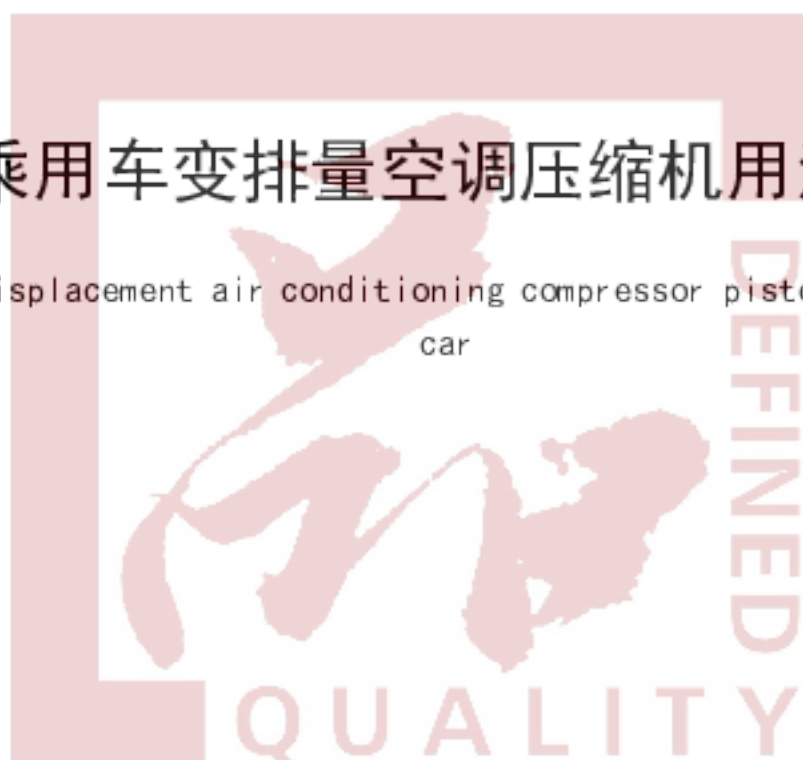 乘用车变排量空调压缩机用
isplacement air conditioning compressor pist
car
品
DEFINED
QUALITY